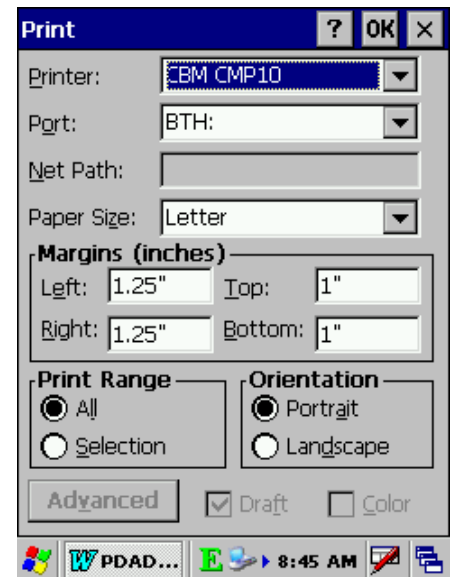 Print ? OK ×
Printer: CBM CMP10
Port: BTH:
Net Path:
Paper Size: Letter
Margins (inches)
Left: 1.25" Top: 1"
Right: 1.25" Bottom: 1"
Print Range Orientation
All Portrait
Selection Landscape
Advanced Draft Color
W PDAD... E 8:45 AM